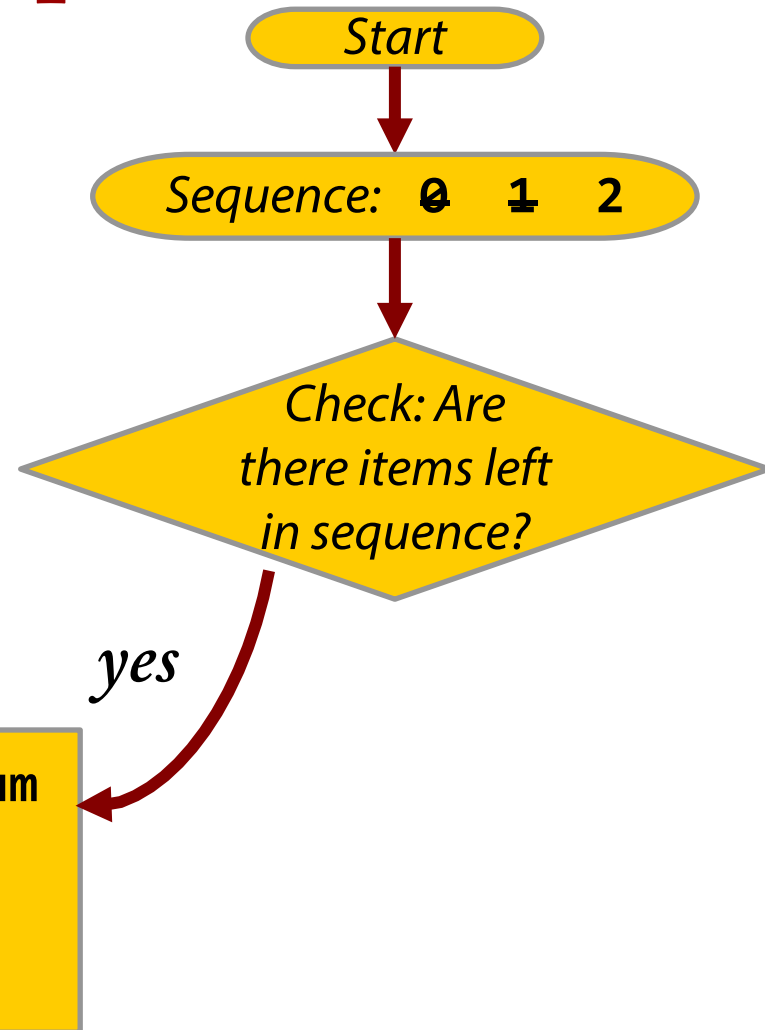 Start
Sequence: 0 1 2
Check: Are
there items left
in sequence?
yes